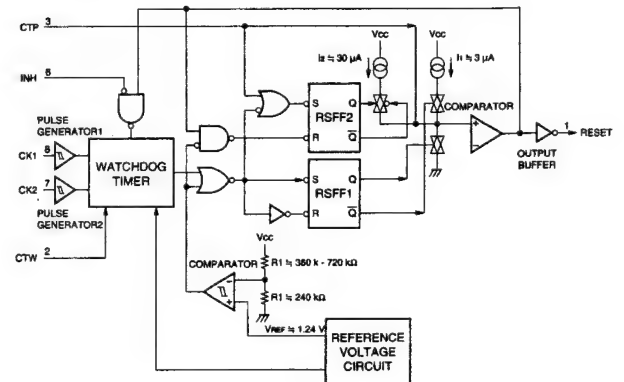 CTP 3
Vcc
Vcc
I2 ≒ 30 µA
I1 ≒ 3 µA
INH 6
S Q
RSFF2
R Q
COMPARATOR
+
−
1 RESET
OUTPUT
BUFFER
PULSE
GENERATOR1
CK1 8
CK2 7
WATCHDOG
TIMER
PULSE
GENERATOR2
S Q
RSFF1
R Q
CTW 2
Vcc
COMPARATOR
R1 ≒ 360 k - 720 kΩ
−
+
R1 ≒ 240 kΩ
VREF ≒ 1.24 V
REFERENCE
VOLTAGE
CIRCUIT